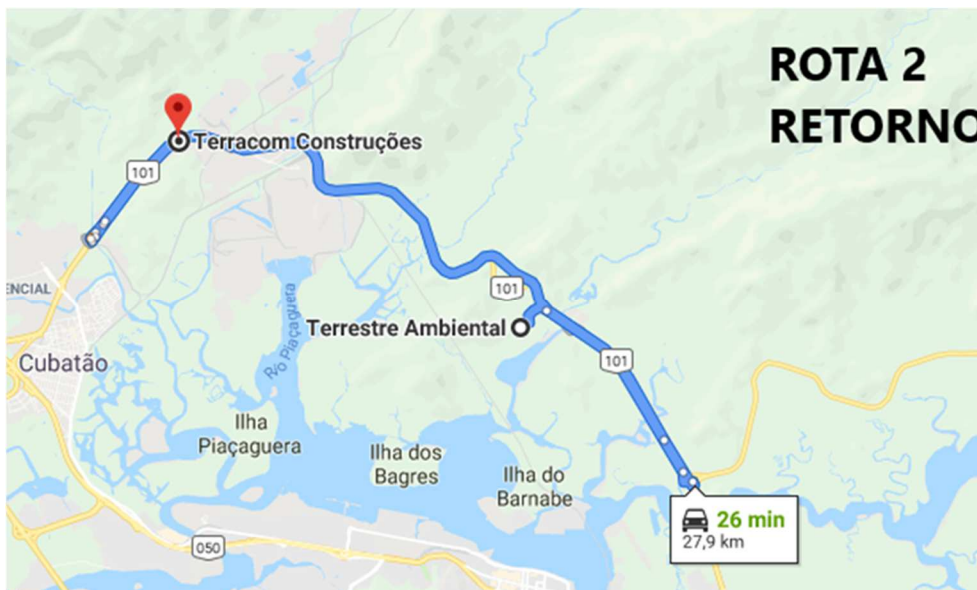 ROTA 2
RETORNO
Terracom Construções
101
101
Terrestre Ambiental
101
ENCIAL
Cubatão
Rio Piaçaguera
Ilha
Piaçaguera
Ilha dos
Bagres
Ilha do
Barnabe
26 min
27,9 km
050